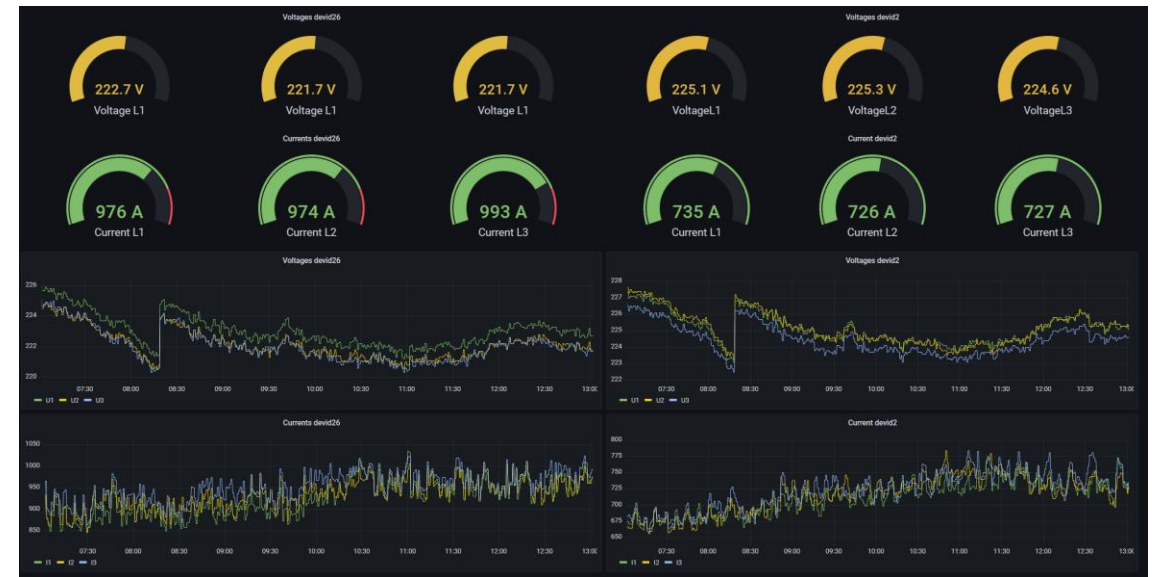 Voltages devid26
Voltages devid2
222.7 V
221.7 V
221.7 V
225.1 V
225.3 V
224.6 V
Voltage L1
Voltage L1
Voltage L1
VoltageL1
VoltageL2
VoltageL3
Currents devid26
Current devid2
976 A
974 A
993 A
735 A
726 A
727 A
Current L1
Current L2
Current L3
Current L1
Current L2
Current L3
Voltages devid26
226
224
222
220
07:30 08:00 08:30 09:00 09:30 10:00 10:30 11:00 11:30 12:00 12:30 13:00
U1 U2 U3
Voltages devid2
228
227
226
225
224
223
222
07:30 08:00 08:30 09:00 09:30 10:00 10:30 11:00 11:30 12:00 12:30 13:00
U1 U2 U3
Currents devid26
1050
1000
950
900
850
07:30 08:00 08:30 09:00 09:30 10:00 10:30 11:00 11:30 12:00 12:30 13:00
I1 I2 I3
Current devid2
800
775
750
725
700
675
650
07:30 08:00 08:30 09:00 09:30 10:00 10:30 11:00 11:30 12:00 12:30 13:00
I1 I2 I3